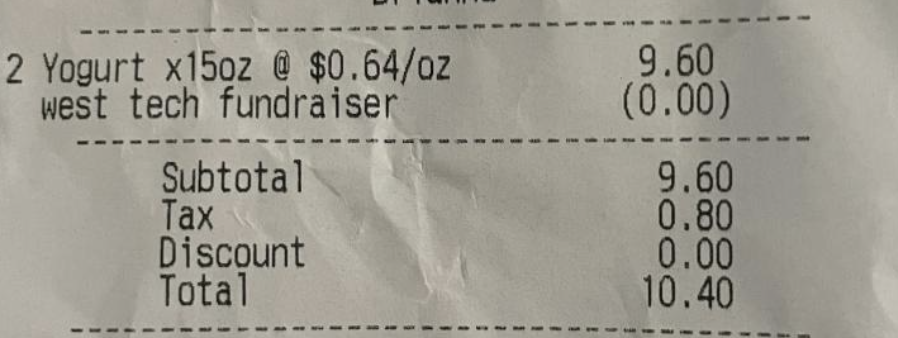 2 Yogurt x15oz @ $0.64/oz 9.60
west tech fundraiser (0.00)
Subtotal 9.60
Tax 0.80
Discount 0.00
Total 10.40